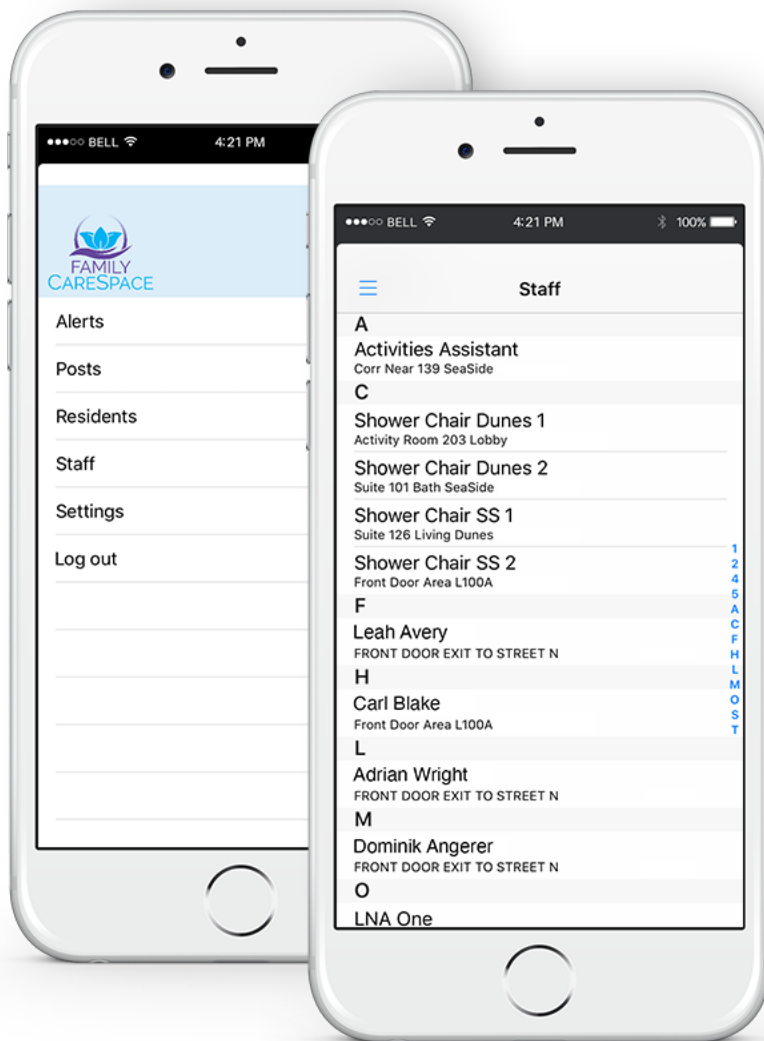 ●●●○○ BELL 4:21 PM
FAMILY
CARESPACE
Alerts
Posts
Residents
Staff
Settings
Log out
●●●○○ BELL 4:21 PM 100%
Staff
A
Activities Assistant
Corr Near 139 SeaSide
C
Shower Chair Dunes 1
Activity Room 203 Lobby
Shower Chair Dunes 2
Suite 101 Bath SeaSide
Shower Chair SS 1
Suite 126 Living Dunes
Shower Chair SS 2
Front Door Area L100A
F
Leah Avery
FRONT DOOR EXIT TO STREET N
H
Carl Blake
Front Door Area L100A
L
Adrian Wright
FRONT DOOR EXIT TO STREET N
M
Dominik Angerer
FRONT DOOR EXIT TO STREET N
O
LNA One
1
2
4
5
A
C
F
H
L
M
O
S
T